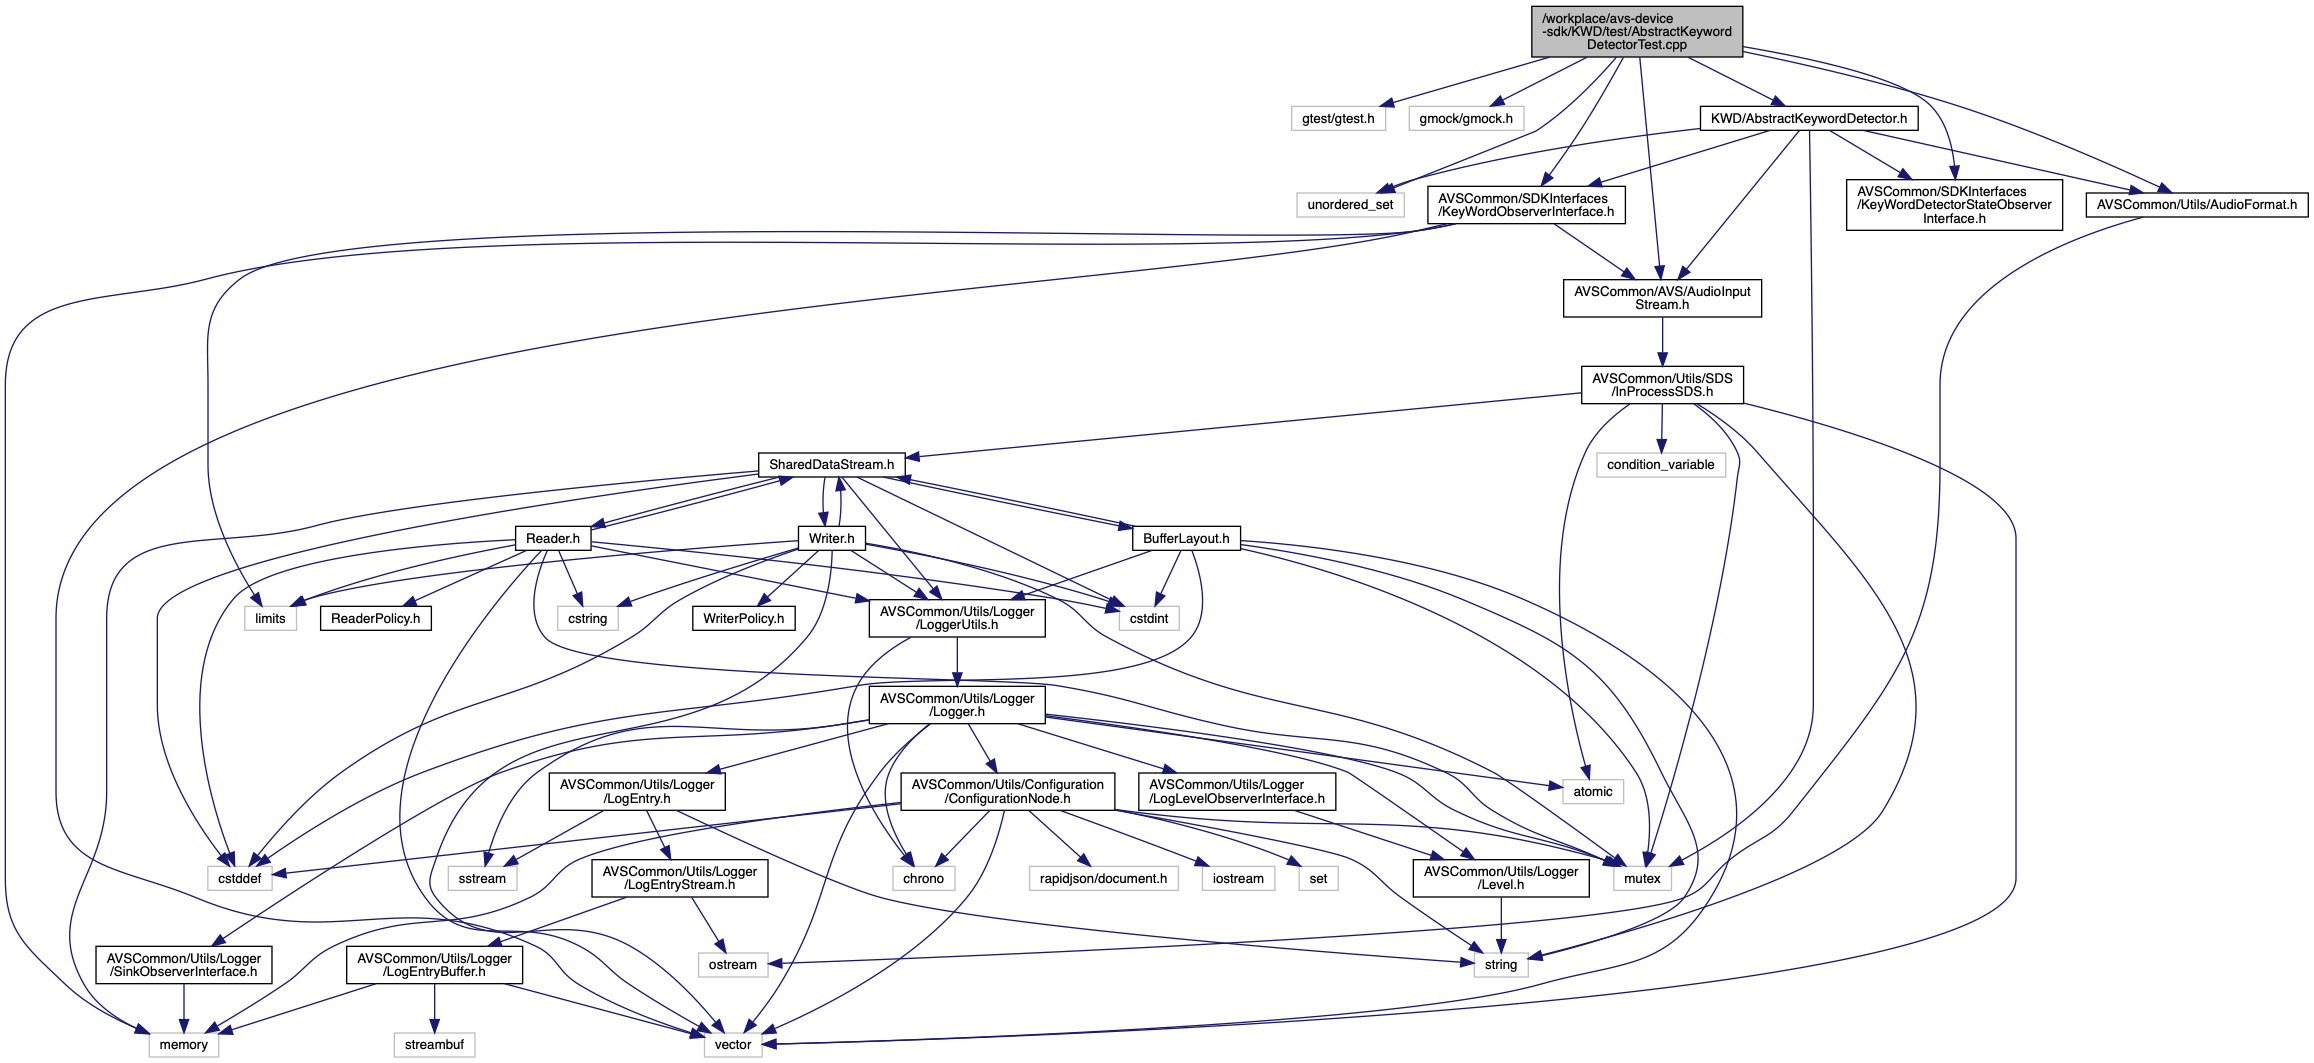 /workplace/avs-device
-sdk/KWD/test/AbstractKeyword
DetectorTest.cpp
gtest/gtest.h
gmock/gmock.h
KWD/AbstractKeywordDetector.h
unordered_set
AVSCommon/SDKInterfaces
/KeyWordObserverInterface.h
AVSCommon/SDKInterfaces
/KeyWordDetectorStateObserver
Interface.h
AVSCommon/Utils/AudioFormat.h
AVSCommon/AVS/AudioInput
Stream.h
AVSCommon/Utils/SDS
/InProcessSDS.h
SharedDataStream.h
condition_variable
Reader.h
Writer.h
BufferLayout.h
limits
ReaderPolicy.h
cstring
WriterPolicy.h
AVSCommon/Utils/Logger
/LoggerUtils.h
cstdint
AVSCommon/Utils/Logger
/Logger.h
AVSCommon/Utils/Logger
/LogEntry.h
AVSCommon/Utils/Configuration
/ConfigurationNode.h
AVSCommon/Utils/Logger
/LogLevelObserverInterface.h
atomic
cstddef
sstream
AVSCommon/Utils/Logger
/LogEntryStream.h
chrono
rapidjson/document.h
iostream
set
AVSCommon/Utils/Logger
/Level.h
mutex
AVSCommon/Utils/Logger
/SinkObserverInterface.h
AVSCommon/Utils/Logger
/LogEntryBuffer.h
ostream
string
memory
streambuf
vector